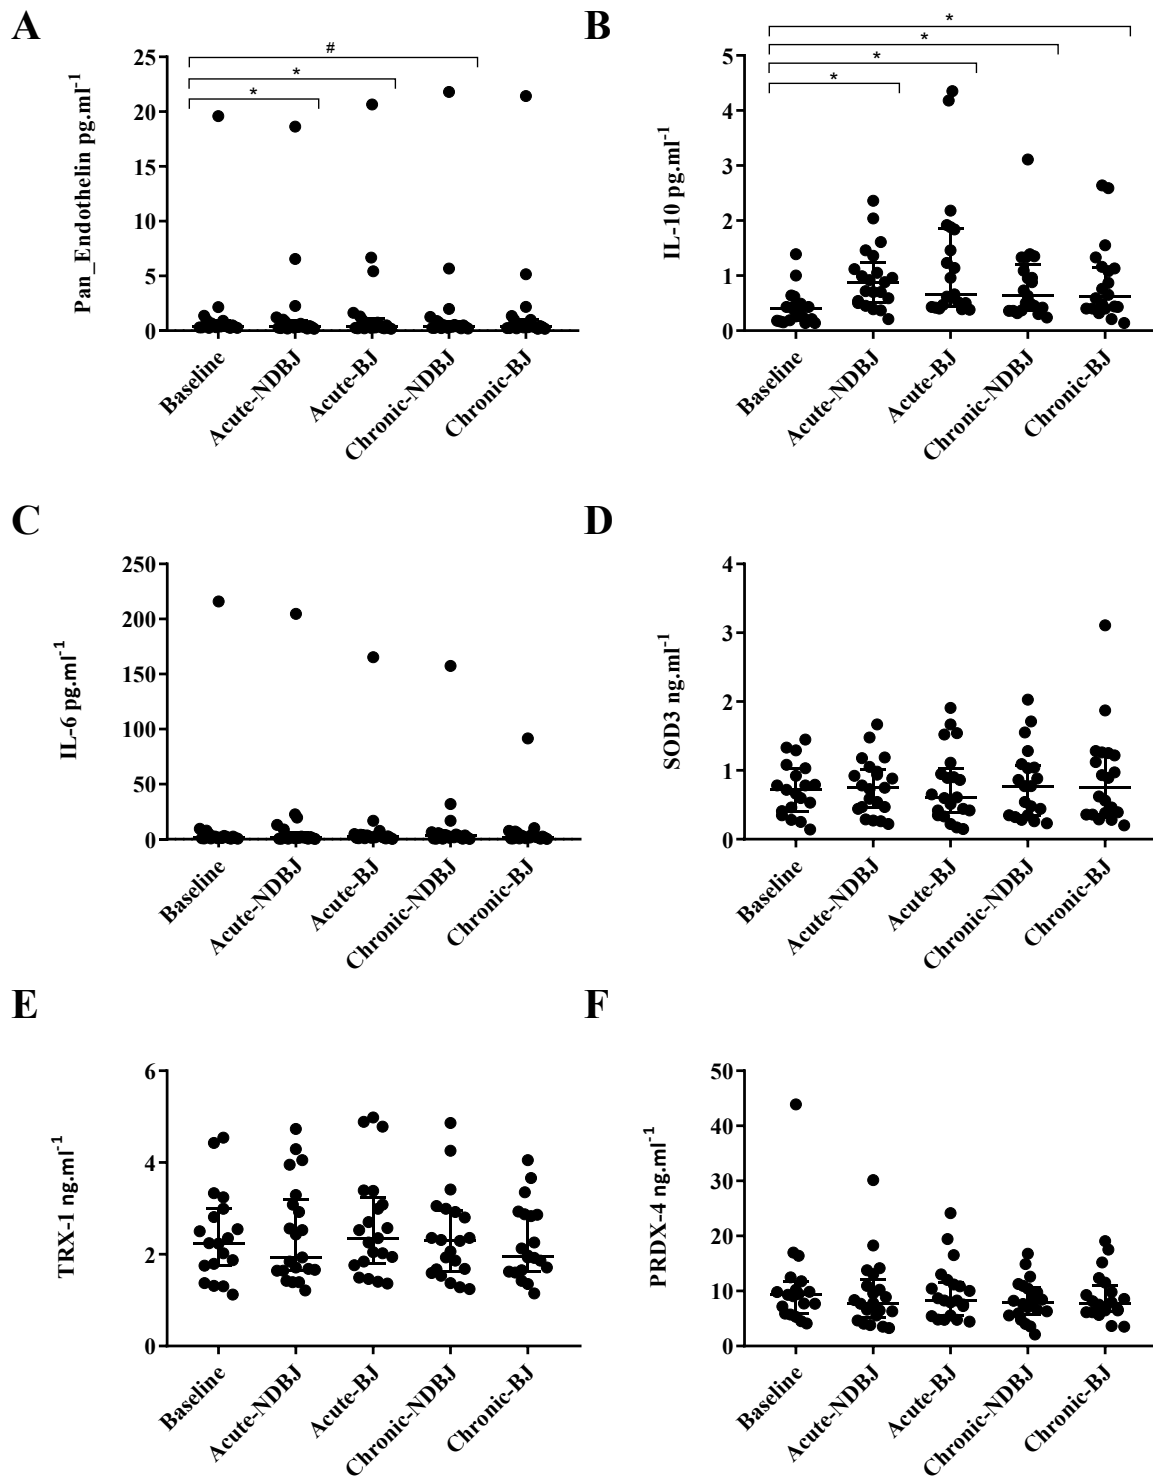 A
Pan_Endothelin pg.ml-1
25
20
15
10
5
0
#
*
*
Baseline
Acute-NDBJ
Acute-BJ
Chronic-NDBJ
Chronic-BJ
B
IL-10 pg.ml-1
5
4
3
2
1
0
*
*
*
*
Baseline
Acute-NDBJ
Acute-BJ
Chronic-NDBJ
Chronic-BJ
C
IL-6 pg.ml-1
250
200
150
100
50
0
Baseline
Acute-NDBJ
Acute-BJ
Chronic-NDBJ
Chronic-BJ
D
SOD3 ng.ml-1
4
3
2
1
0
Baseline
Acute-NDBJ
Acute-BJ
Chronic-NDBJ
Chronic-BJ
E
TRX-1 ng.ml-1
6
4
2
0
Baseline
Acute-NDBJ
Acute-BJ
Chronic-NDBJ
Chronic-BJ
F
PRDX-4 ng.ml-1
50
40
30
20
10
0
Baseline
Acute-NDBJ
Acute-BJ
Chronic-NDBJ
Chronic-BJ